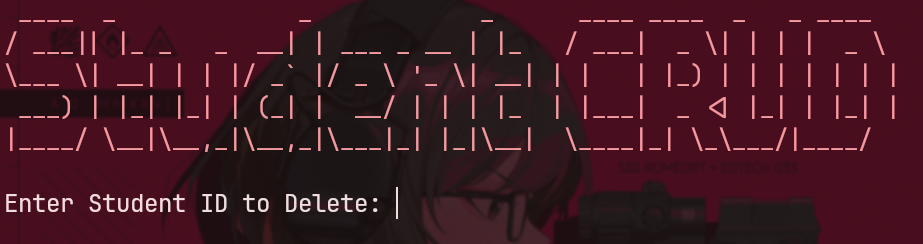 Student CRUD
Enter Student ID to Delete: